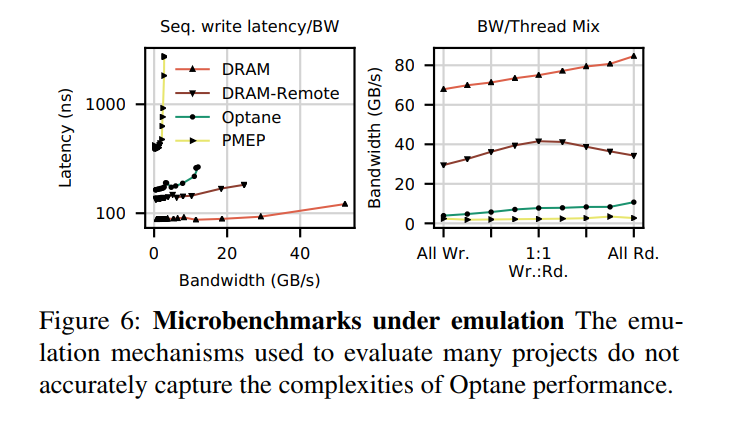 Seq. write latency/BW
BW/Thread Mix
Latency (ns)
1000
100
DRAM
DRAM-Remote
Optane
PMEP
0
20
40
Bandwidth (GB/s)
Bandwidth (GB/s)
80
60
40
20
0
All Wr.
1:1
All Rd.
Wr.:Rd.
Figure 6: Microbenchmarks under emulation The emu-
lation mechanisms used to evaluate many projects do not
accurately capture the complexities of Optane performance.